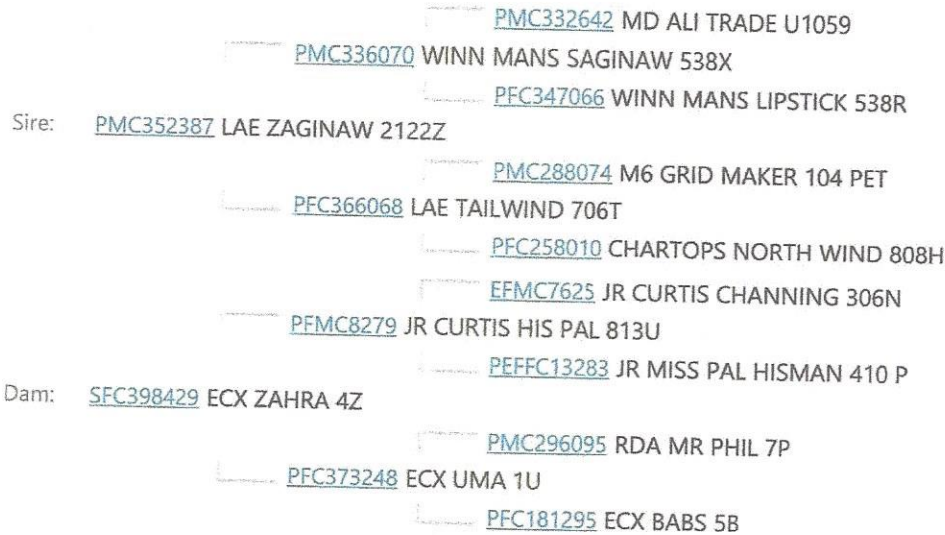 PMC332642 MD ALI TRADE U1059
PMC336070 WINN MANS SAGINAW 538X
PFC347066 WINN MANS LIPSTICK 538R
Sire: PMC352387 LAE ZAGINAW 2122Z
PMC288074 M6 GRID MAKER 104 PET
PFC366068 LAE TAILWIND 706T
PFC258010 CHARTOPS NORTH WIND 808H
EFMC7625 JR CURTIS CHANNING 306N
PFMC8279 JR CURTIS HIS PAL 813U
PEFFC13283 JR MISS PAL HISMAN 410 P
Dam: SFC398429 ECX ZAHRA 4Z
PMC296095 RDA MR PHIL 7P
PFC373248 ECX UMA 1U
PFC181295 ECX BABS 5B